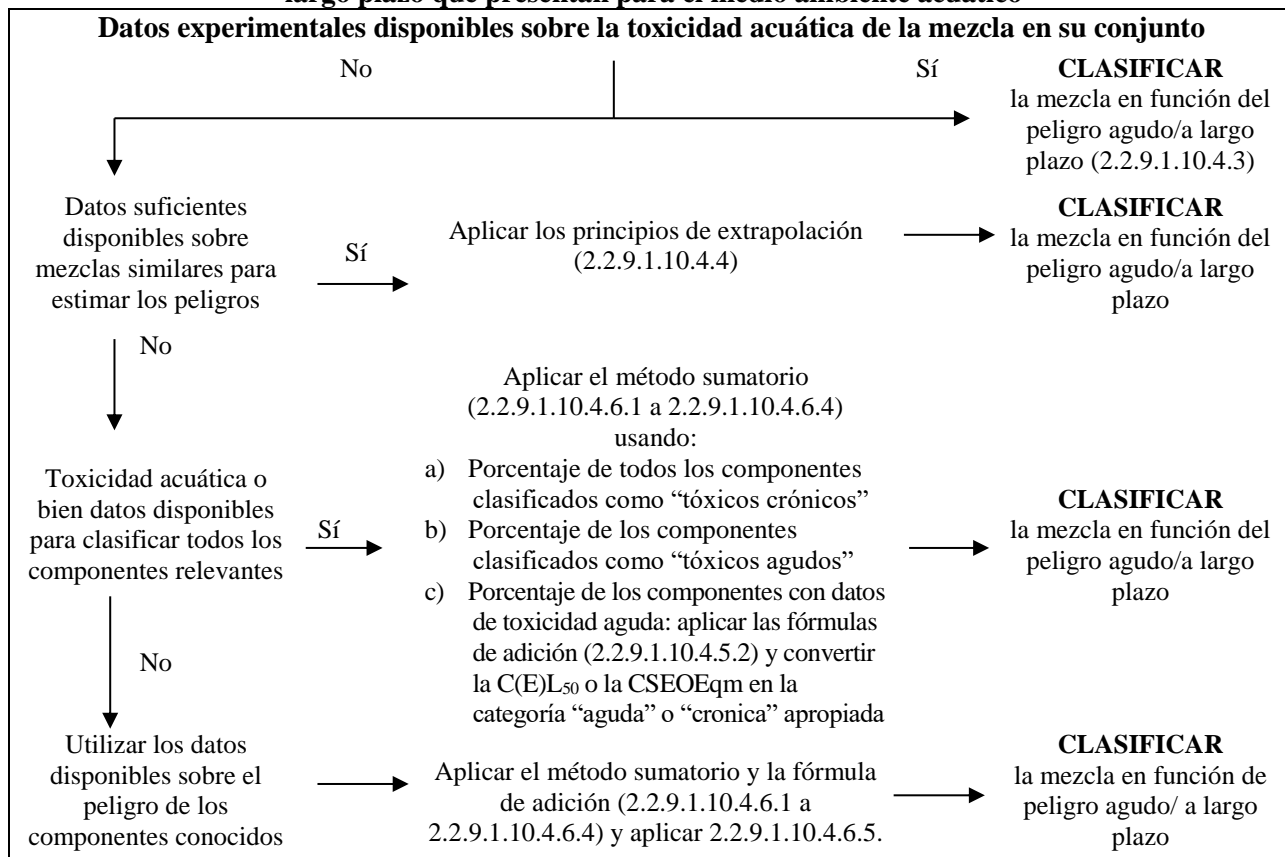 largo plazo que presentan para el medio ambiente acuático
Datos experimentales disponibles sobre la toxicidad acuática de la mezcla en su conjunto
No
Sí
CLASIFICAR
la mezcla en función del
peligro agudo/a largo
plazo (2.2.9.1.10.4.3)
Datos suficientes
disponibles sobre
mezclas similares para
estimar los peligros
Sí
Aplicar los principios de extrapolación
(2.2.9.1.10.4.4)
CLASIFICAR
la mezcla en función del
peligro agudo/a largo
plazo
No
Toxicidad acuática o
bien datos disponibles
para clasificar todos los
componentes relevantes
Sí
Aplicar el método sumatorio
(2.2.9.1.10.4.6.1 a 2.2.9.1.10.4.6.4)
usando:
a) Porcentaje de todos los componentes
clasificados como “tóxicos crónicos”
b) Porcentaje de los componentes
clasificados como “tóxicos agudos”
c) Porcentaje de los componentes con datos
de toxicidad aguda: aplicar las fórmulas
de adición (2.2.9.1.10.4.5.2) y convertir
la C(E)L50 o la CSEOEqm en la
categoría “aguda” o “cronica” apropiada
CLASIFICAR
la mezcla en función del
peligro agudo/a largo
plazo
No
Utilizar los datos
disponibles sobre el
peligro de los
componentes conocidos
Aplicar el método sumatorio y la fórmula
de adición (2.2.9.1.10.4.6.1 a
2.2.9.1.10.4.6.4) y aplicar 2.2.9.1.10.4.6.5.
CLASIFICAR
la mezcla en función de
peligro agudo/ a largo
plazo